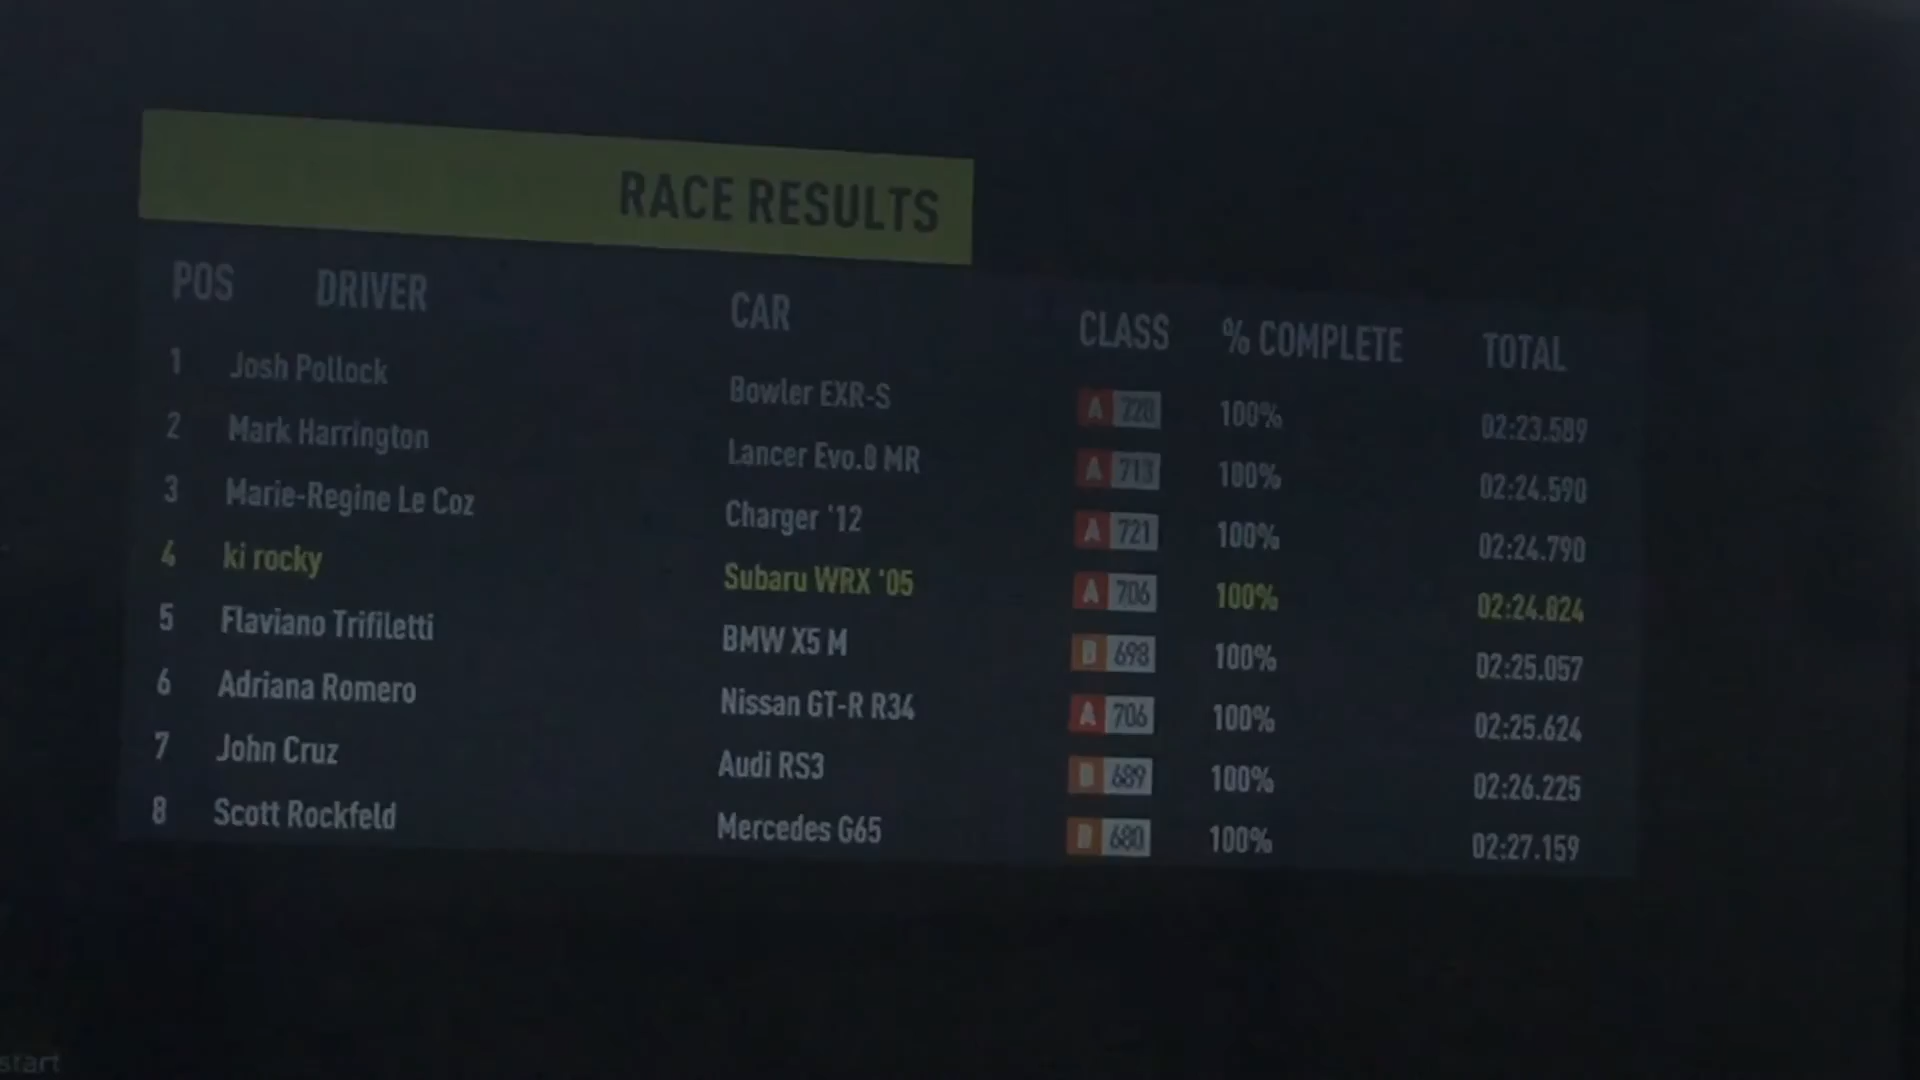 RACE RESULTS
POS DRIVER CAR CLASS % COMPLETE TOTAL
1 Josh Pollock Bowler EXR-S A 720 100% 02:23.589
2 Mark Harrington Lancer Evo.8 MR A 713 100% 02:24.590
3 Marie-Regine Le Coz Charger '12 A 721 100% 02:24.790
4 ki rocky Subaru WRX '05 A 706 100% 02:24.824
5 Flaviano Trifiletti BMW X5 M B 698 100% 02:25.057
6 Adriana Romero Nissan GT-R R34 A 706 100% 02:25.624
7 John Cruz Audi RS3 B 689 100% 02:26.225
8 Scott Rockfeld Mercedes G65 B 680 100% 02:27.159
start